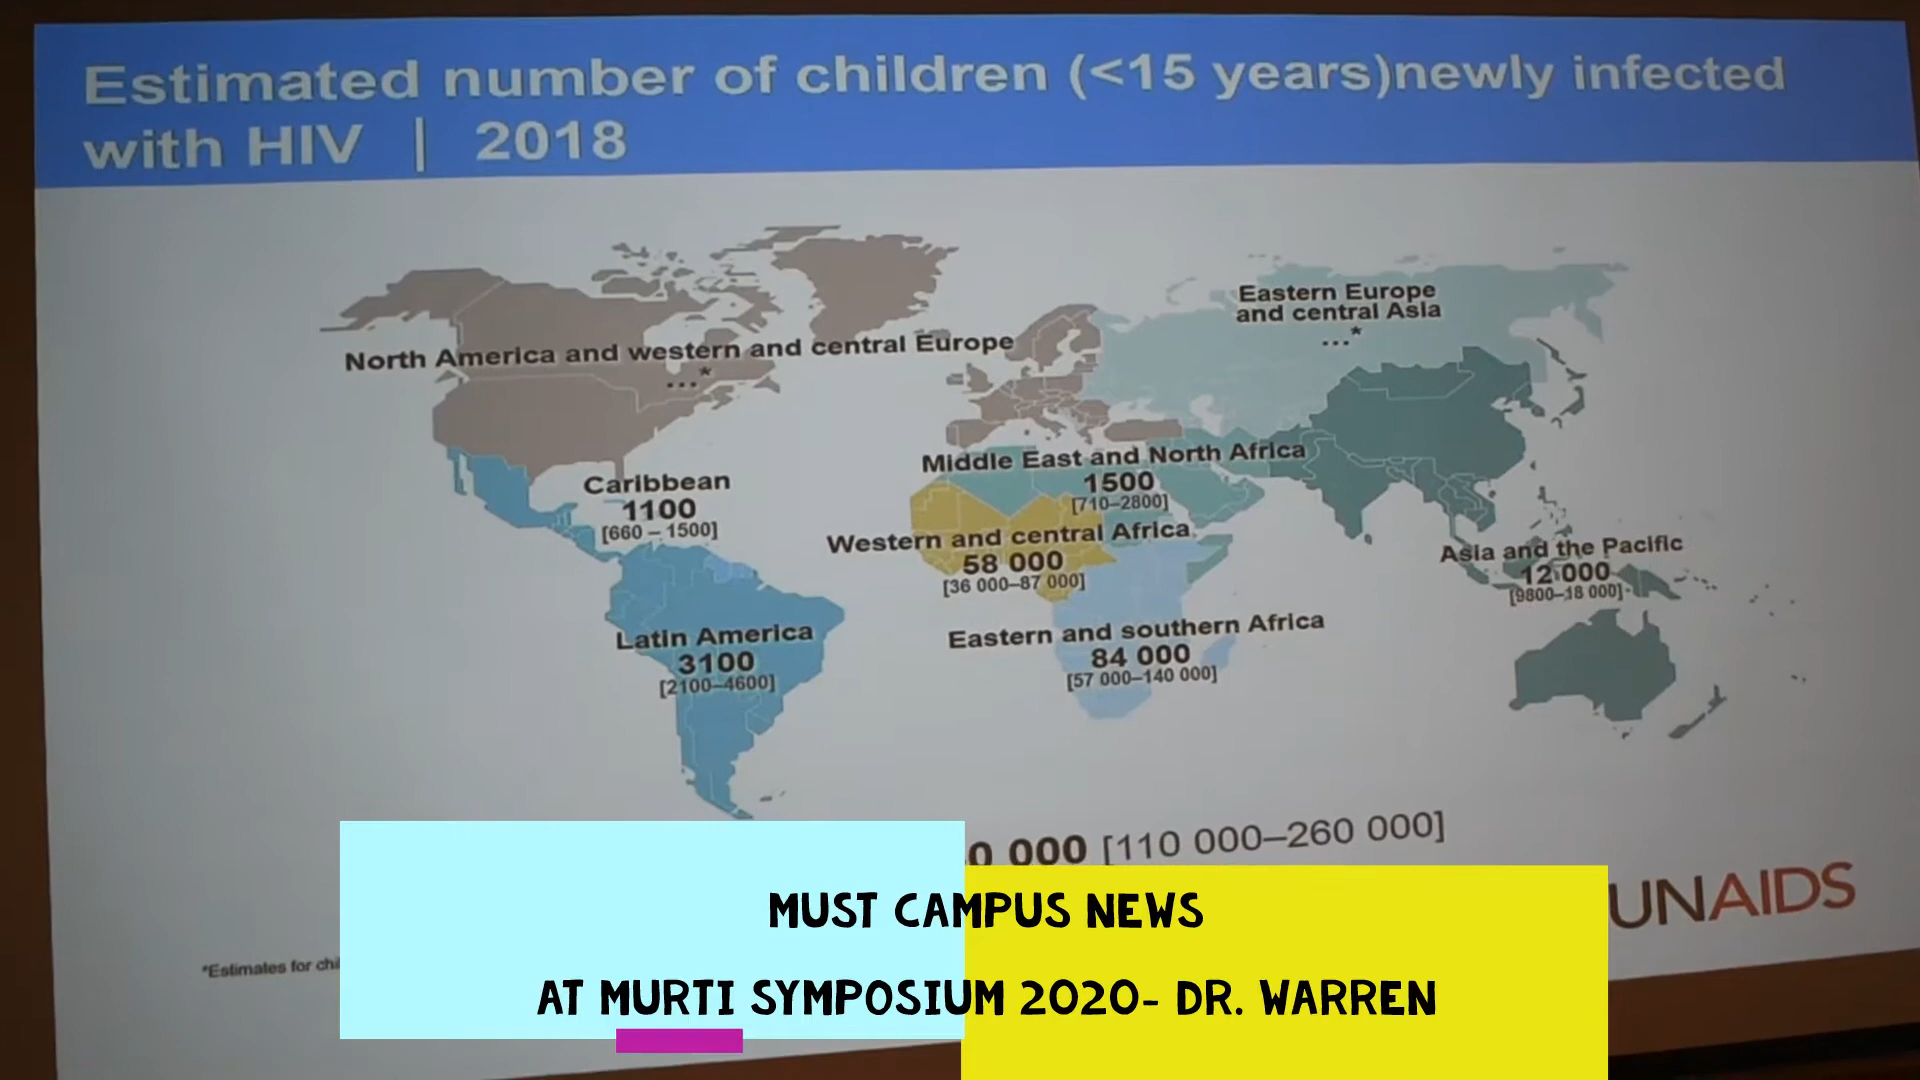 Estimated number of children (<15 years)newly infected
with HIV | 2018
Eastern Europe
and central Asia
...*
North America and western and central Europe
...*
Middle East and North Africa
1500
[710–2800]
Caribbean
1100
[660 – 1500]
Western and central Africa
58 000
[36 000–87 000]
Asia and the Pacific
12 000
[9800–18 000]
Latin America
3100
[2100–4600]
Eastern and southern Africa
84 000
[57 000–140 000]
0 000 [110 000–260 000]
UNAIDS
*Estimates for
MUST CAMPUS NEWS
AT MURTI SYMPOSIUM 2020- DR. WARREN